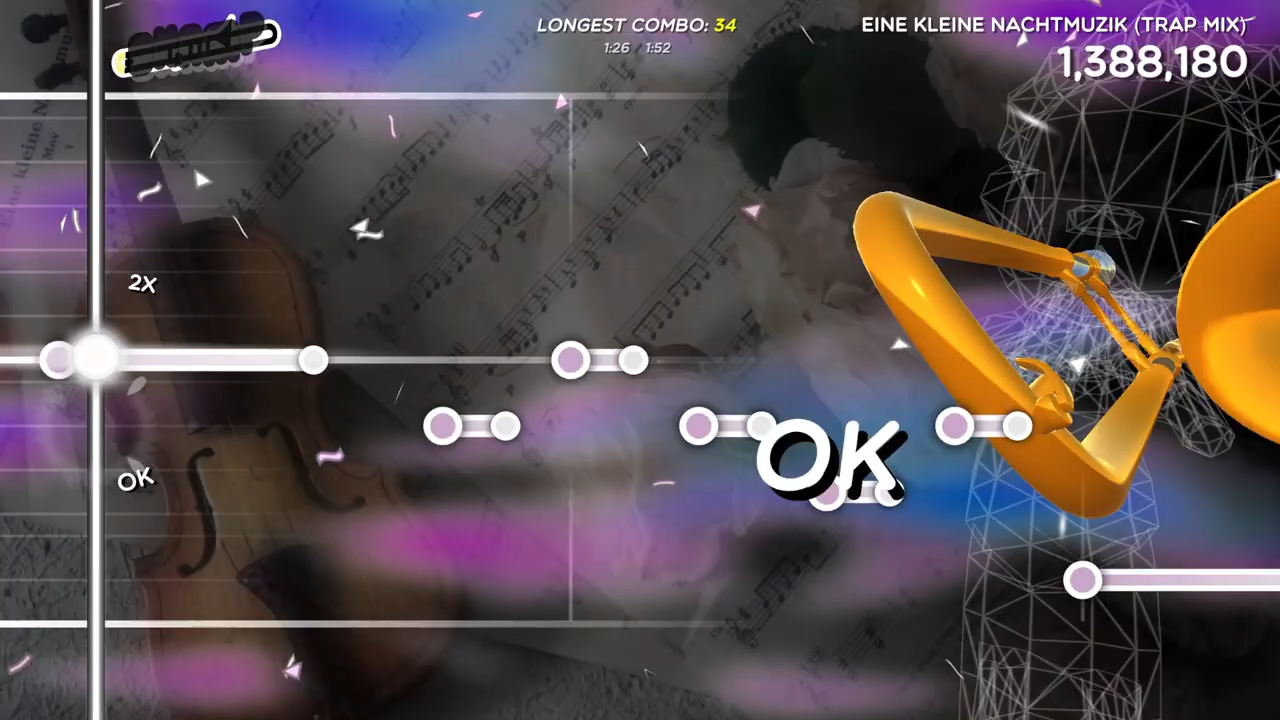 LONGEST COMBO: 34
1:26 / 1:52
EINE KLEINE NACHTMUZIK (TRAP MIX)
1,388,180
2X
OK
OK